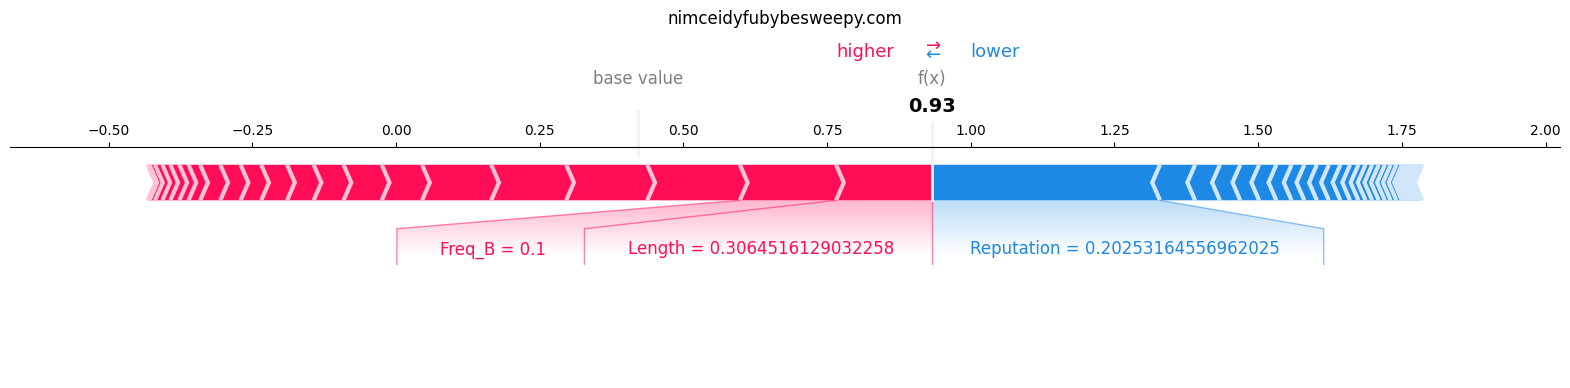 nimceidyfubybesweepy.com
higher ⇄ lower
base value f(x)
0.93
−0.50 −0.25 0.00 0.25 0.50 0.75 1.00 1.25 1.50 1.75 2.00
Freq_B = 0.1 Length = 0.3064516129032258 Reputation = 0.20253164556962025